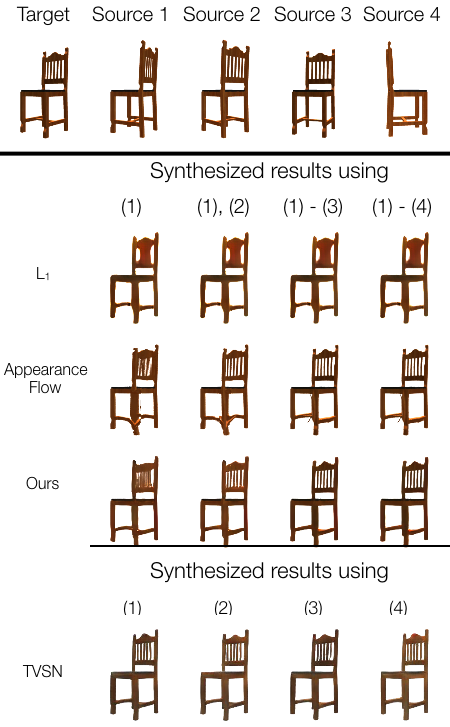 Target Source 1 Source 2 Source 3 Source 4
Synthesized results using
(1) (1), (2) (1) - (3) (1) - (4)
L₁
Appearance
Flow
Ours
Synthesized results using
(1) (2) (3) (4)
TVSN